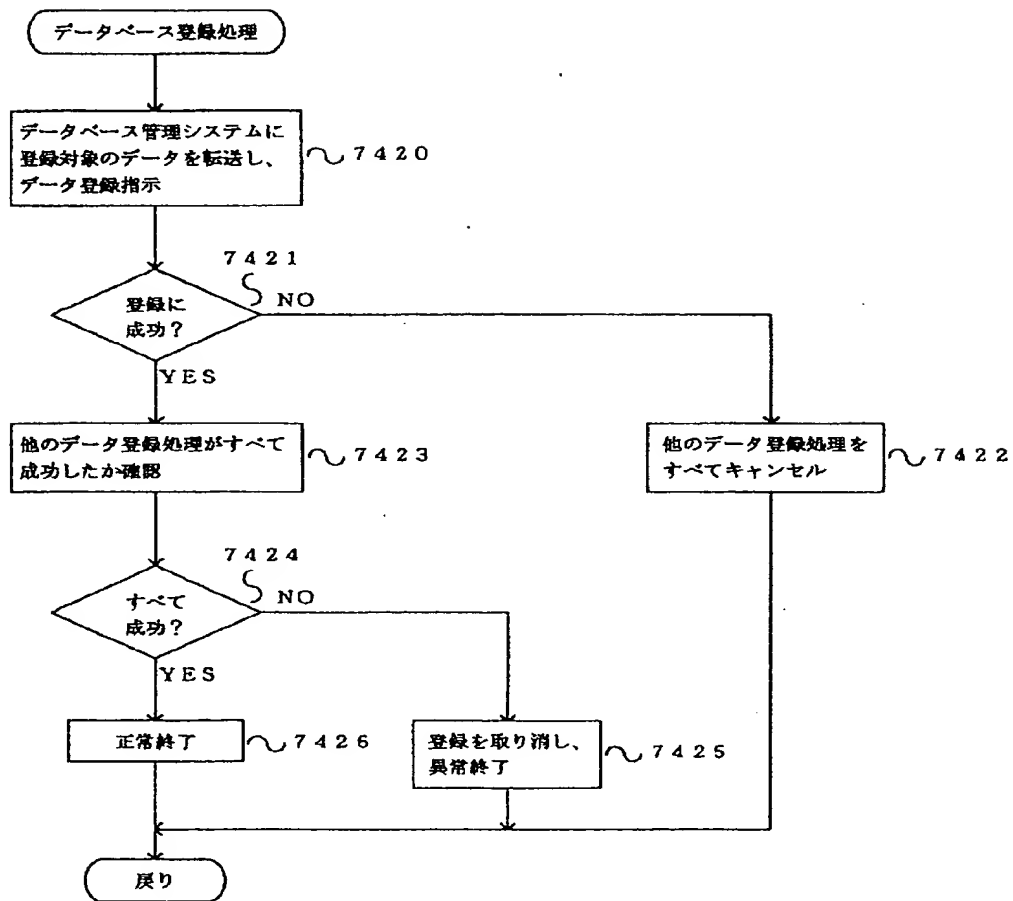 データベース登録処理
データベース管理システムに
登録対象のデータを転送し、
データ登録指示
7420
7421
登録に
成功?
NO
YES
他のデータ登録処理がすべて
成功したか確認
7423
他のデータ登録処理を
すべてキャンセル
7422
7424
すべて
成功?
NO
YES
正常終了
7426
登録を取り消し、
異常終了
7425
戻り